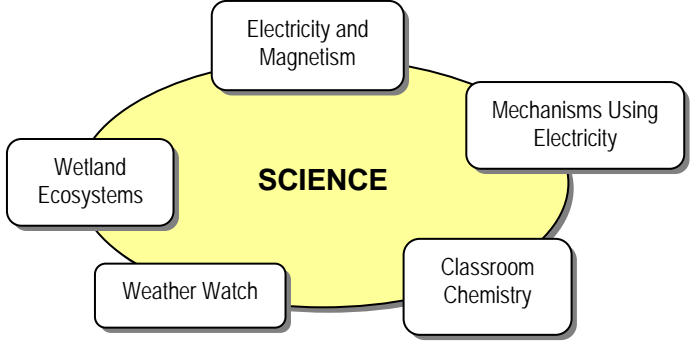 Electricity and
Magnetism
Mechanisms Using
Electricity
Wetland
Ecosystems
SCIENCE
Classroom
Chemistry
Weather Watch